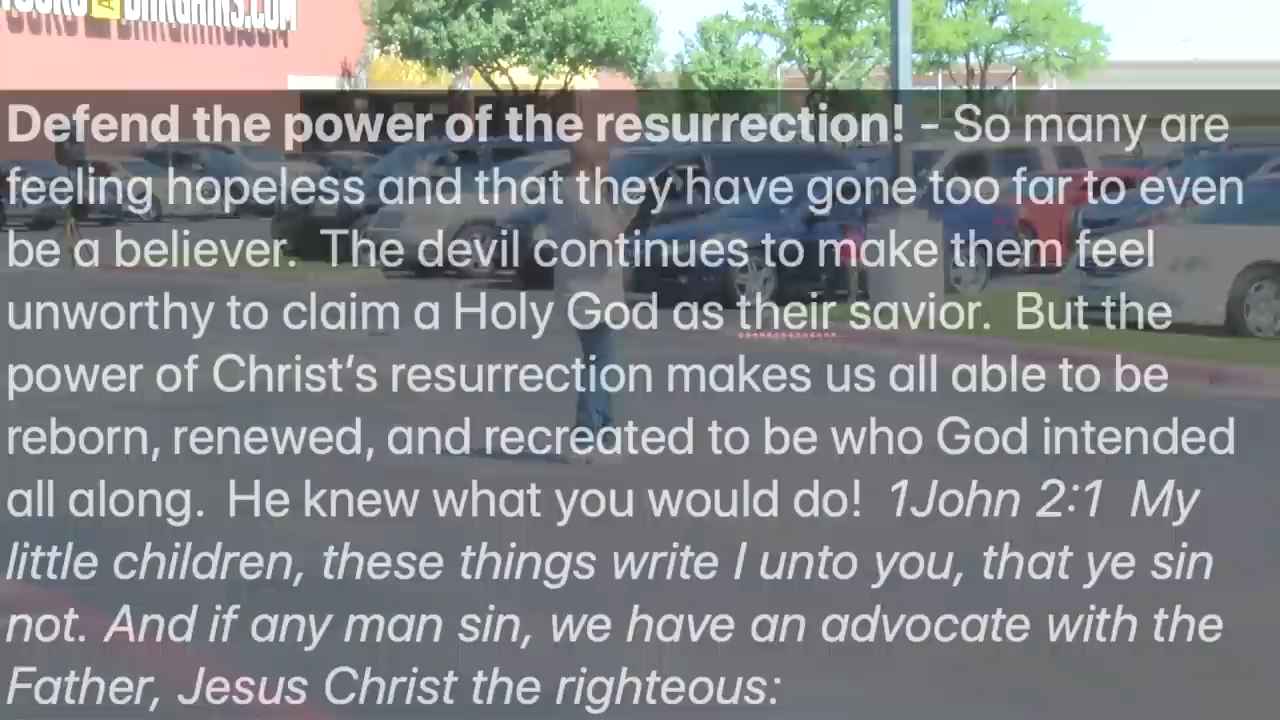 BARGAINS.COM
Defend the power of the resurrection! - So many are
feeling hopeless and that they have gone too far to even
be a believer. The devil continues to make them feel
unworthy to claim a Holy God as their savior. But the
power of Christ's resurrection makes us all able to be
reborn, renewed, and recreated to be who God intended
all along. He knew what you would do! 1John 2:1 My
little children, these things write I unto you, that ye sin
not. And if any man sin, we have an advocate with the
Father, Jesus Christ the righteous: